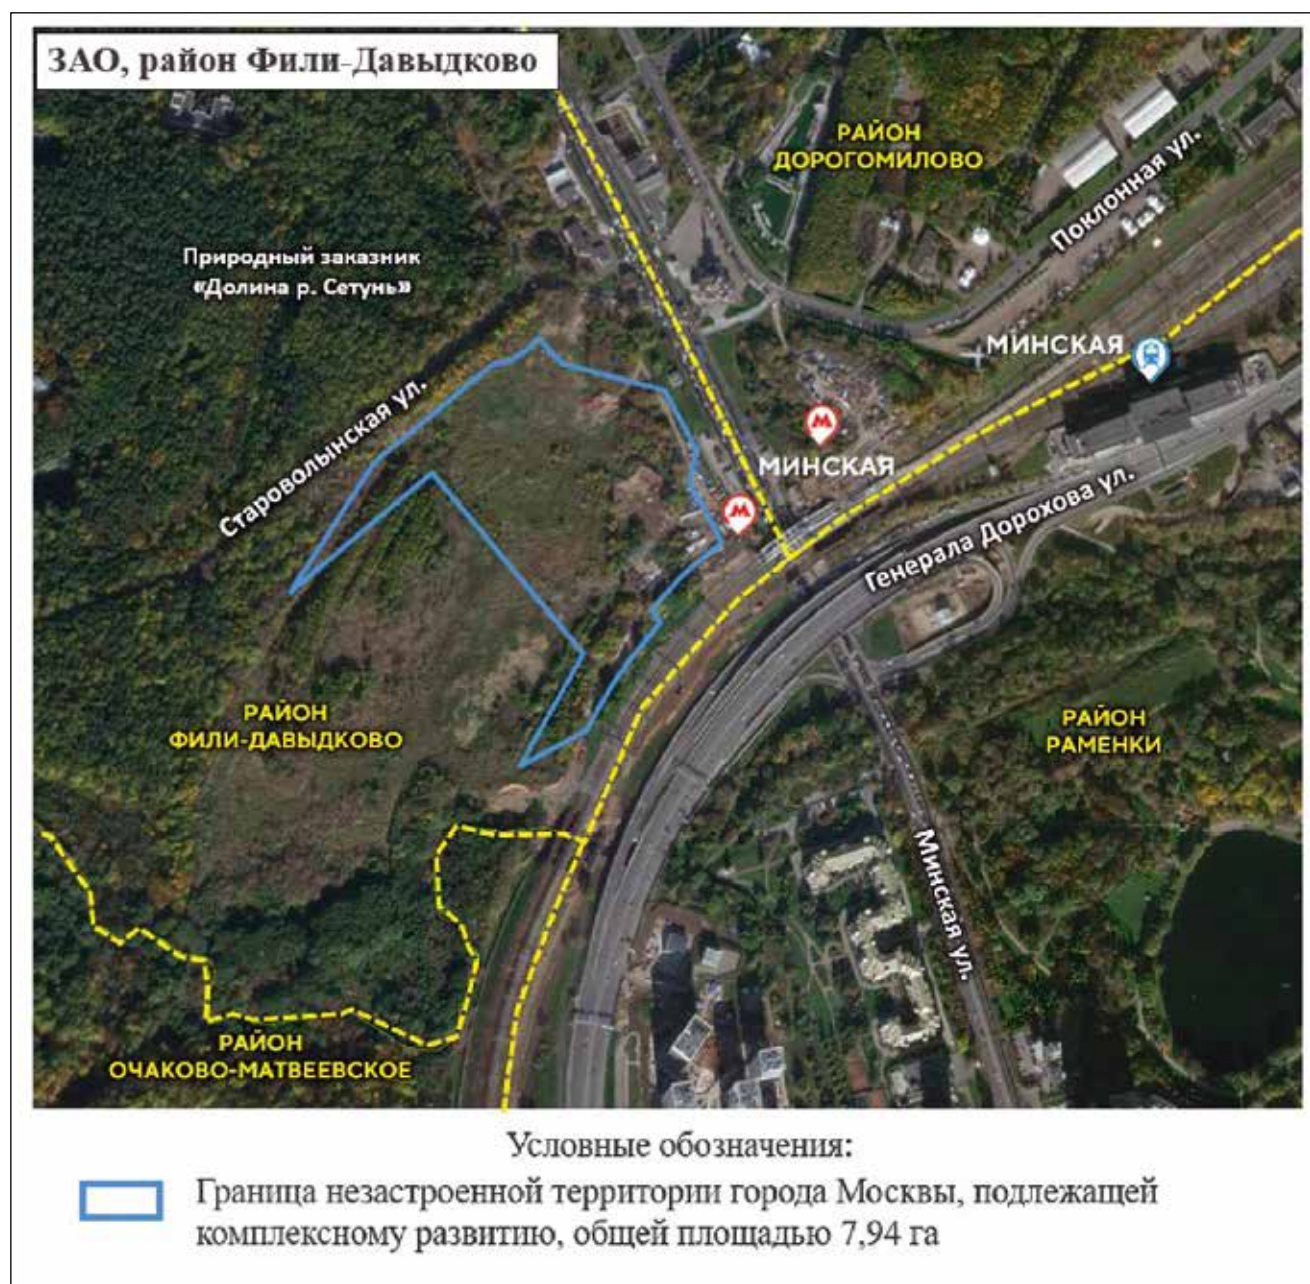 ЗАО, район Фили-Давыдково
РАЙОН
ДОРОГОМИЛОВО
Поклонная ул.
Природный заказник
«Долина р. Сетунь»
МИНСКАЯ
Староволынская ул.
МИНСКАЯ
Генерала Дорохова ул.
РАЙОН
ФИЛИ-ДАВЫДКОВО
РАЙОН
РАМЕНКИ
Минская ул.
РАЙОН
ОЧАКОВО-МАТВЕЕВСКОЕ
Условные обозначения:
Граница незастроенной территории города Москвы, подлежащей
комплексному развитию, общей площадью 7,94 га